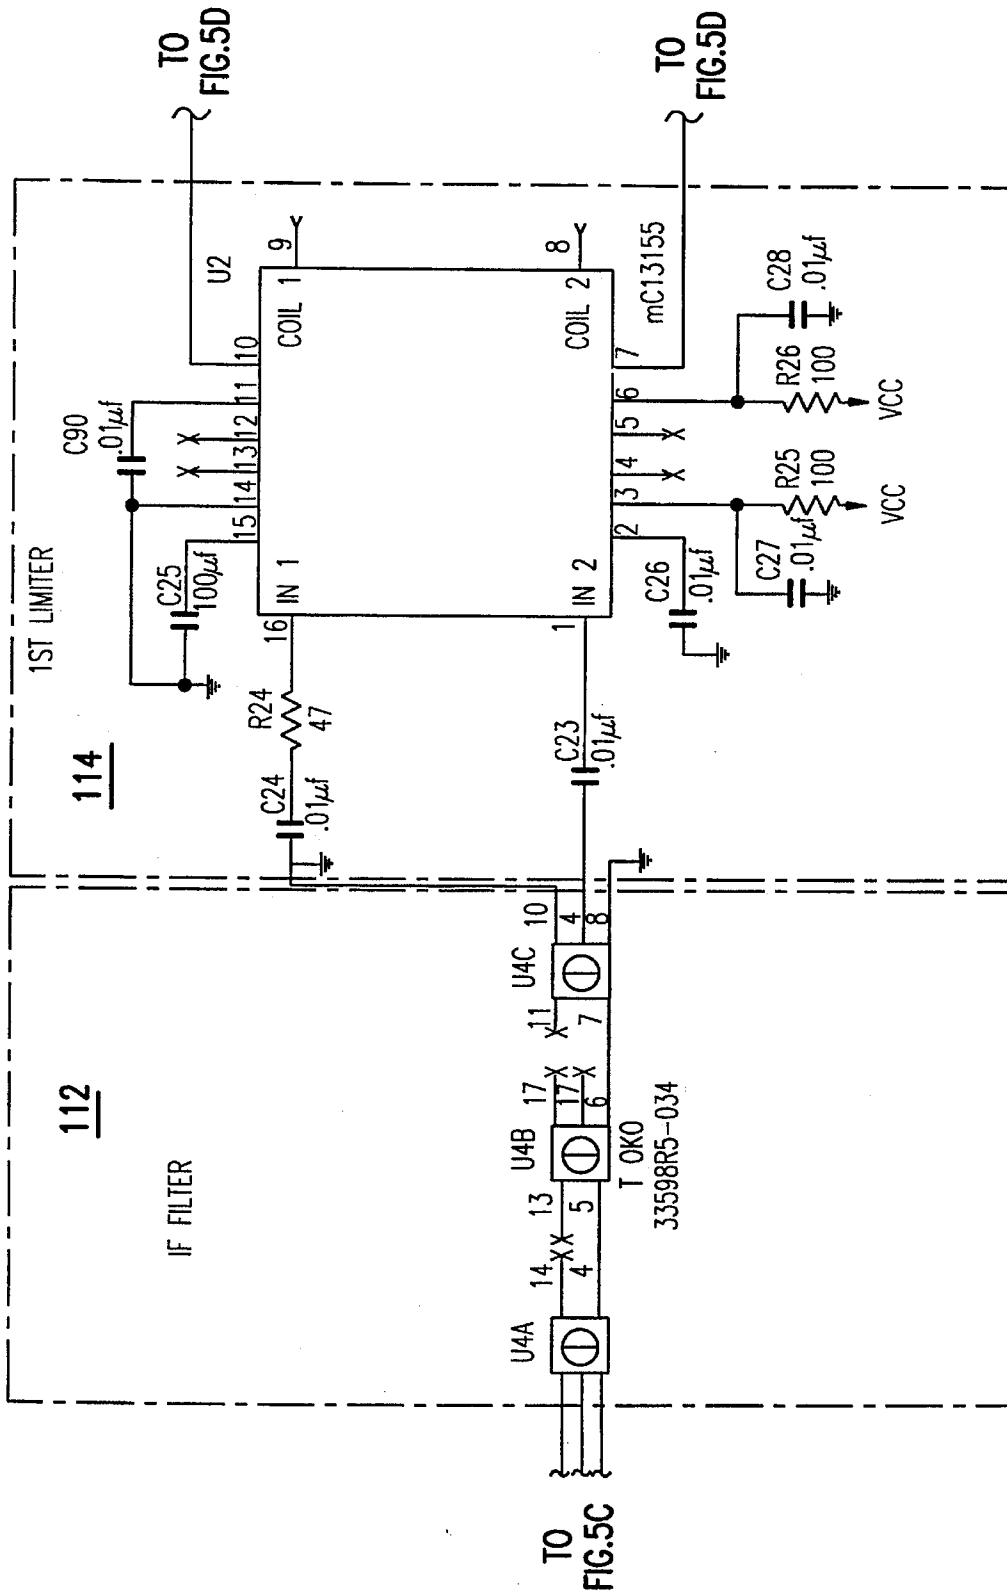 TO
FIG.5C
112
IF FILTER
U4A
14
4
13
5
U4B
T OKO
33598R5-034
17
17
6
11
7
U4C
10
4
8
114
1ST LIMITER
C24
.01µf
R24
47
C23
.01µf
C25
100µf
C90
.01µf
16
IN 1
1
IN 2
15
14
13
12
11
10
U2
COIL 1
9
COIL 2
8
mC13155
2
3
4
5
6
7
C26
.01µf
C27
.01µf
R25
100
VCC
R26
100
VCC
C28
.01µf
TO
FIG.5D
TO
FIG.5D